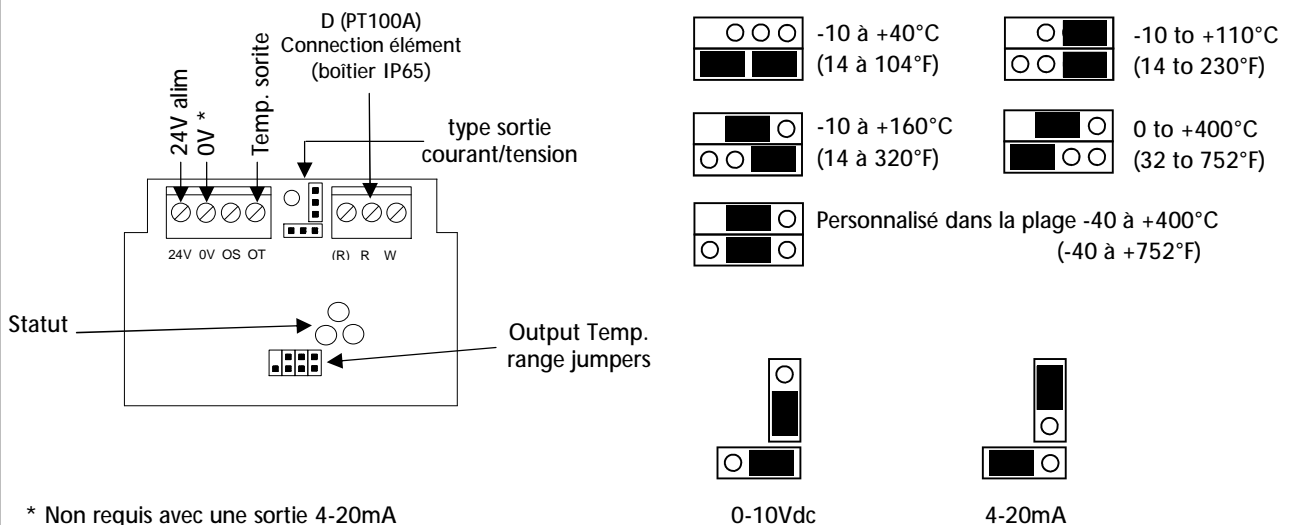 D (PT100A)
Connection élément
(boîtier IP65)
24V alim
0V *
Temp. sorite
type sortie
courant/tension
24V 0V OS OT
(R) R W
Statut
Output Temp.
range jumpers
* Non requis avec une sortie 4-20mA
-10 à +40°C
(14 à 104°F)
-10 to +110°C
(14 to 230°F)
-10 à +160°C
(14 à 320°F)
0 to +400°C
(32 to 752°F)
Personnalisé dans la plage -40 à +400°C
(-40 à +752°F)
0-10Vdc
4-20mA